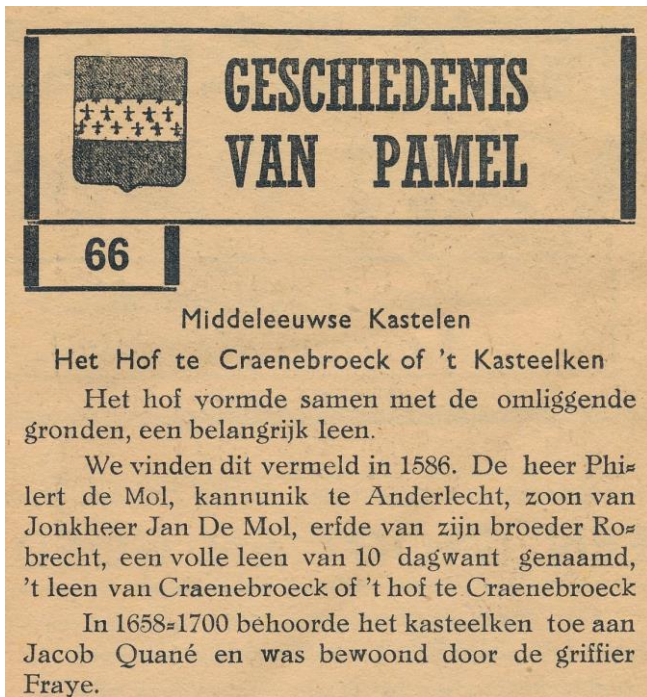 GESCHIEDENIS
VAN PAMEL
66
Middeleeuwse Kastelen
Het Hof te Craenebroeck of 't Kasteelken
Het hof vormde samen met de omliggende
gronden, een belangrijk leen.
We vinden dit vermeld in 1586. De heer Phi=
lert de Mol, kannunik te Anderlecht, zoon van
Jonkheer Jan De Mol, erfde van zijn broeder Ro=
brecht, een volle leen van 10 dagwant genaamd,
't leen van Craenebroeck of 't hof te Craenebroeck
In 1658=1700 behoorde het kasteelken toe aan
Jacob Quané en was bewoond door de griffier
Fraye.